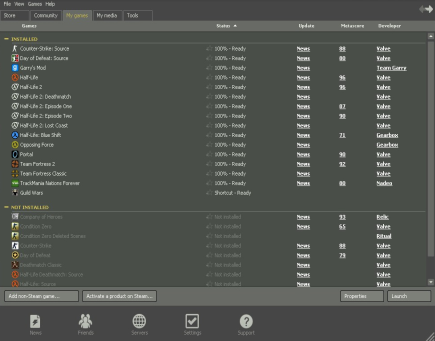 File View Games Help
Store Community My games My media Tools
Games Status Update Metascore Developer
INSTALLED
Counter-Strike: Source 100% - Ready News 88 Valve
Day of Defeat: Source 100% - Ready News 80 Valve
Garry's Mod 100% - Ready Team Garry
Half-Life 100% - Ready News 96 Valve
Half-Life 2 100% - Ready News 96 Valve
Half-Life 2: Deathmatch 100% - Ready News Valve
Half-Life 2: Episode One 100% - Ready News 87 Valve
Half-Life 2: Episode Two 100% - Ready News 90 Valve
Half-Life 2: Lost Coast 100% - Ready News Valve
Half-Life: Blue Shift 100% - Ready News 71 Gearbox
Opposing Force 100% - Ready Gearbox
Portal 100% - Ready News 90 Valve
Team Fortress 2 100% - Ready News 92 Valve
Team Fortress Classic 100% - Ready News Valve
TrackMania Nations Forever 100% - Ready News 80 Nadeo
Guild Wars Shortcut - Ready
NOT INSTALLED
Company of Heroes Not installed News 93 Relic
Condition Zero Not installed News 65 Valve
Condition Zero Deleted Scenes Not installed Ritual
Counter-Strike Not installed News 88 Valve
Day of Defeat Not installed News 79 Valve
Deathmatch Classic Not installed News Valve
Half-Life Deathmatch: Source Not installed News Valve
Half-Life: Source Not installed News Valve
Add non-Steam game... Activate a product on Steam... Properties Launch
News Friends Servers Settings Support